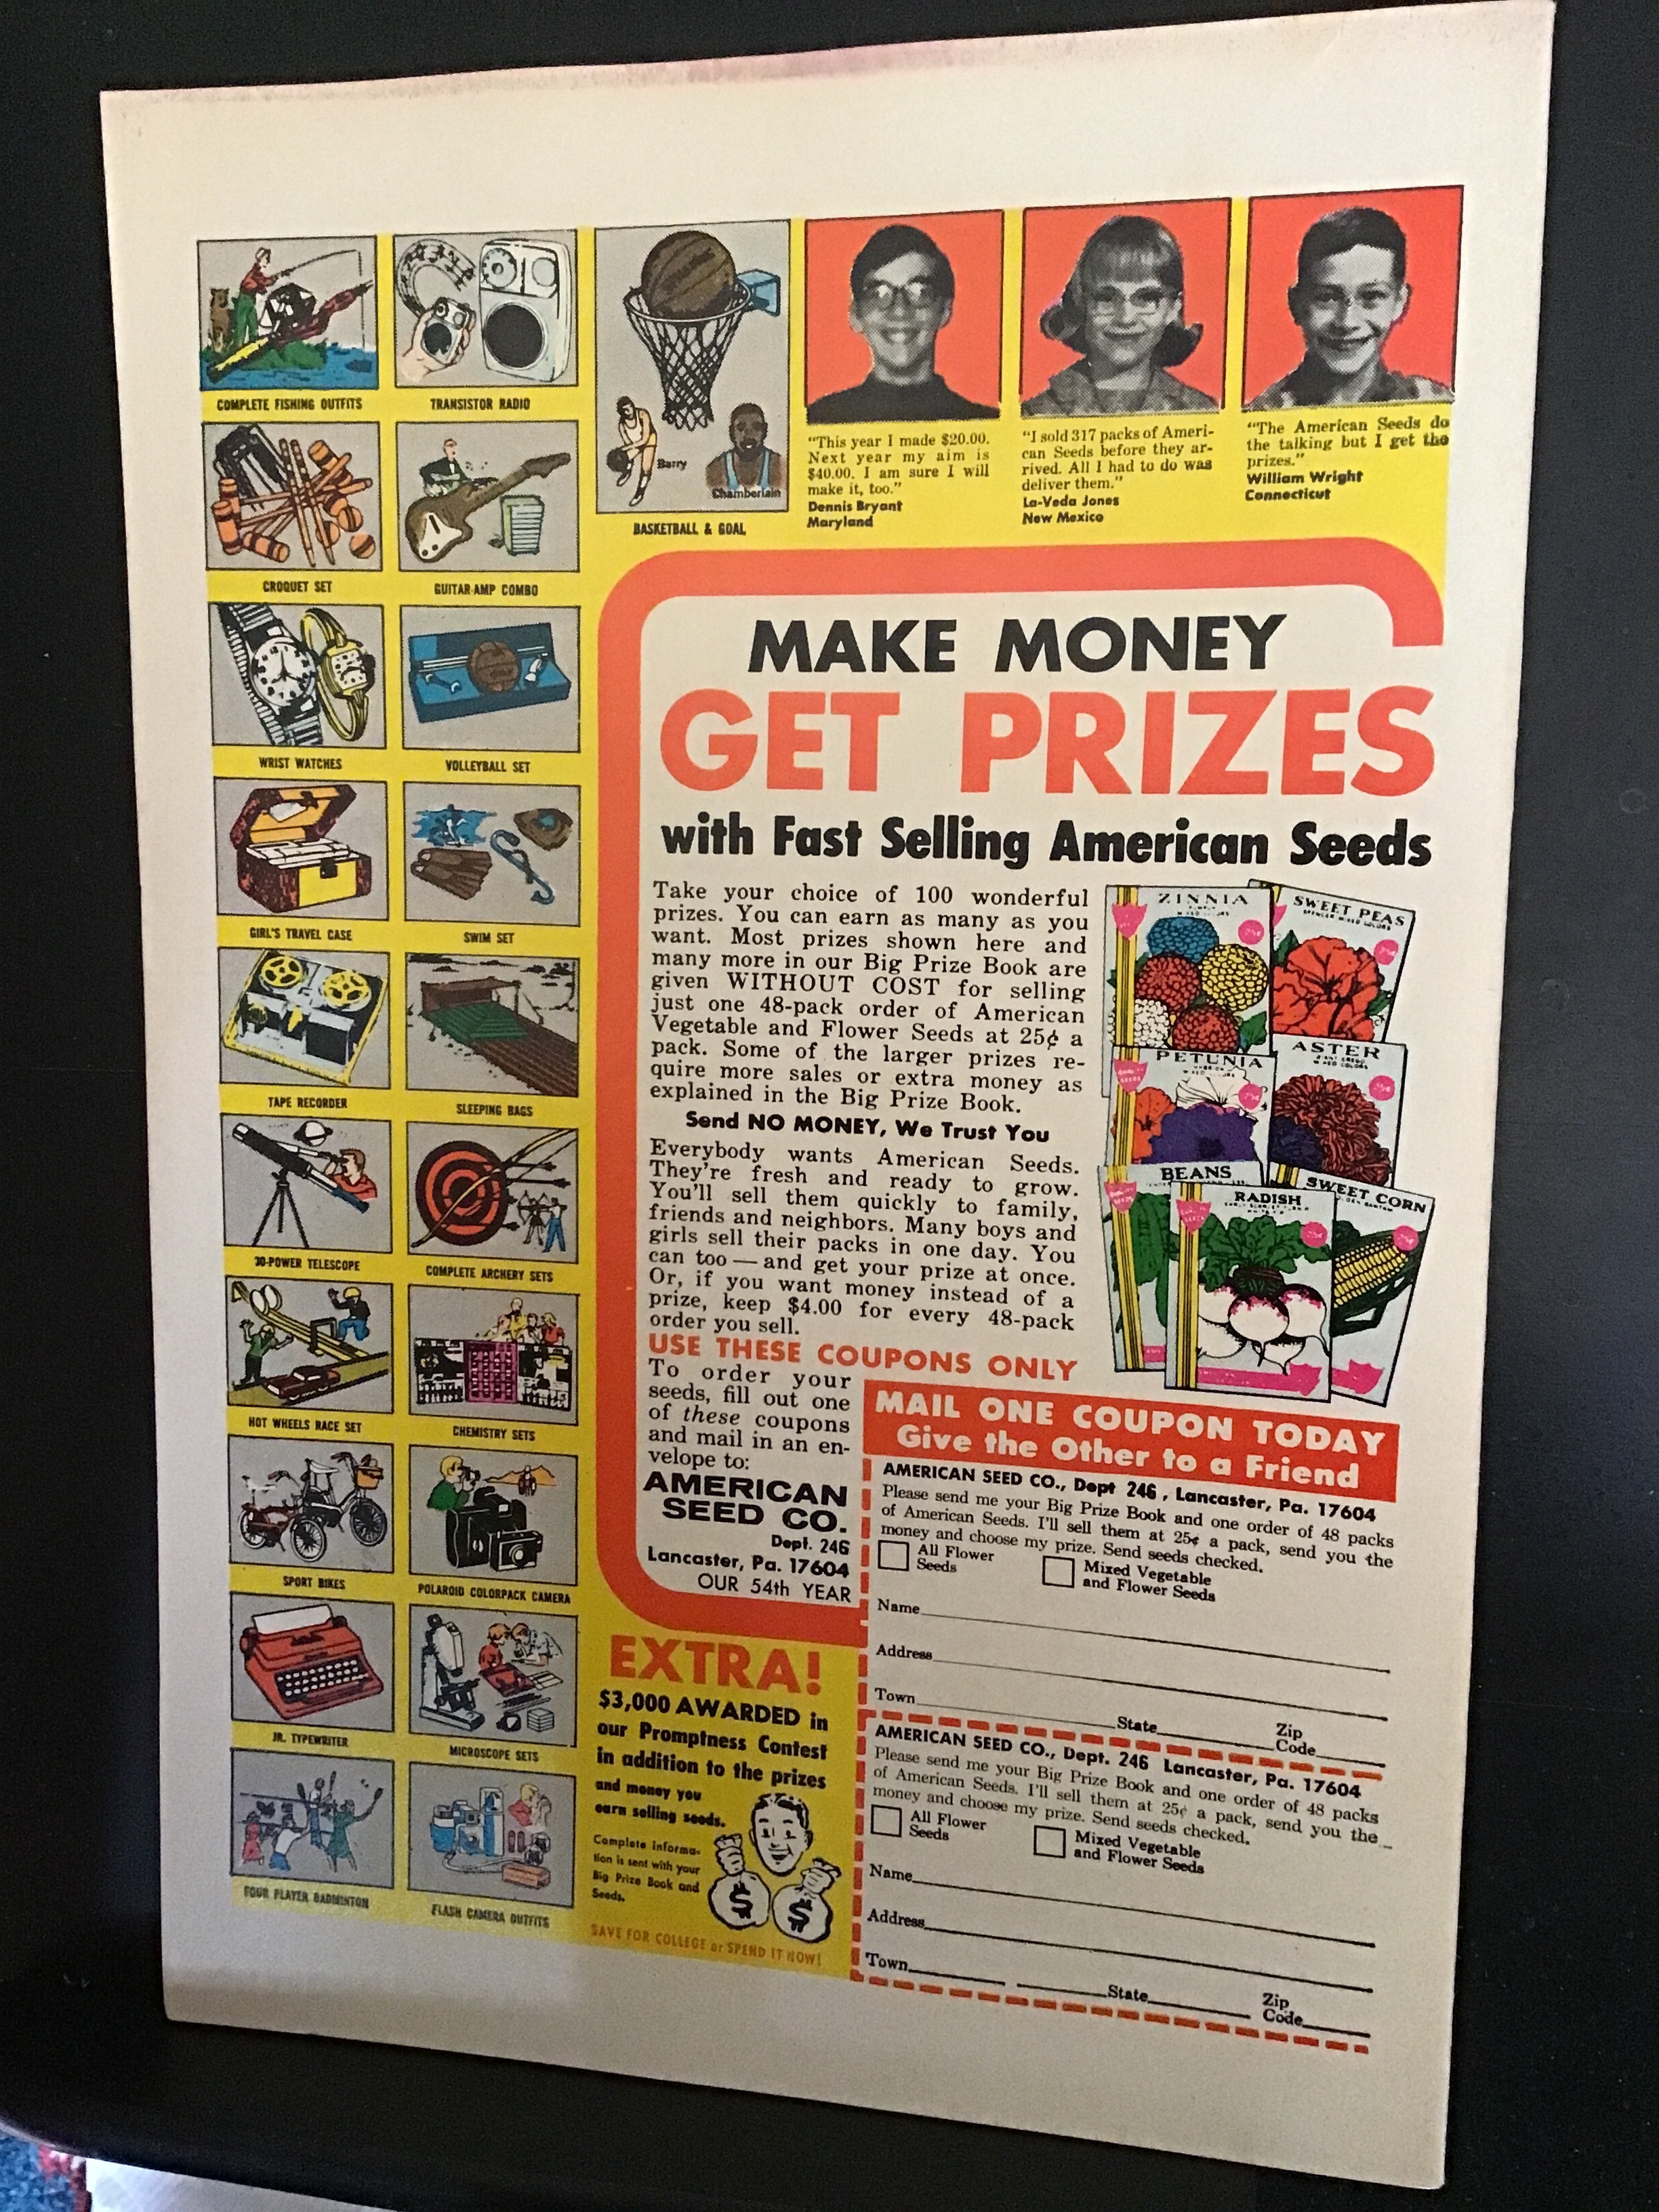 COMPLETE FISHING OUTFITS
TRANSISTOR RADIO
Barry
Chamberlain
BASKETBALL & GOAL
"This year I made $20.00.
Next year my aim is
$40.00. I am sure I will
make it, too."
Dennis Bryant
Maryland
"I sold 317 packs of Ameri-
can Seeds before they ar-
rived. All I had to do was
deliver them."
La-Veda Jones
New Mexico
"The American Seeds do
the talking but I get the
prizes."
William Wright
Connecticut
CROQUET SET
GUITAR-AMP COMBO
WRIST WATCHES
VOLLEYBALL SET
GIRL'S TRAVEL CASE
SWIM SET
TAPE RECORDER
SLEEPING BAGS
30-POWER TELESCOPE
COMPLETE ARCHERY SETS
HOT WHEELS RACE SET
CHEMISTRY SETS
SPORT BIKES
POLAROID COLORPACK CAMERA
JR. TYPEWRITER
MICROSCOPE SETS
FOUR PLAYER BADMINTON
FLASH CAMERA OUTFITS
MAKE MONEY
GET PRIZES
with Fast Selling American Seeds
Take your choice of 100 wonderful
prizes. You can earn as many as you
want. Most prizes shown here and
many more in our Big Prize Book are
given WITHOUT COST for selling
just one 48-pack order of American
Vegetable and Flower Seeds at 25¢ a
pack. Some of the larger prizes re-
quire more sales or extra money as
explained in the Big Prize Book.
Send NO MONEY, We Trust You
Everybody wants American Seeds.
They're fresh and ready to grow.
You'll sell them quickly to family,
friends and neighbors. Many boys and
girls sell their packs in one day. You
can too — and get your prize at once.
Or, if you want money instead of a
prize, keep $4.00 for every 48-pack
order you sell.
ZINNIA
MIXED COLORS
25¢
SWEET PEAS
SPENCER MIXED COLORS
25¢
PETUNIA
MIXED COLORS
25¢
ASTER
MIXED COLORS
25¢
BEANS
RADISH
25¢
SWEET CORN
25¢
USE THESE COUPONS ONLY
To order your
seeds, fill out one
of these coupons
and mail in an en-
velope to:
AMERICAN
SEED CO.
Dept. 246
Lancaster, Pa. 17604
OUR 54th YEAR
EXTRA!
$3,000 AWARDED in
our Promptness Contest
in addition to the prizes
and money you
earn selling seeds.
Complete informa-
tion is sent with your
Big Prize Book and
Seeds.
$
$
SAVE FOR COLLEGE or SPEND IT NOW!
MAIL ONE COUPON TODAY
Give the Other to a Friend
AMERICAN SEED CO., Dept 246, Lancaster, Pa. 17604
Please send me your Big Prize Book and one order of 48 packs
of American Seeds. I'll sell them at 25¢ a pack, send you the
money and choose my prize. Send seeds checked.
All Flower
Seeds
Mixed Vegetable
and Flower Seeds
Name
Address
Town State Zip
Code
AMERICAN SEED CO., Dept. 246 Lancaster, Pa. 17604
Please send me your Big Prize Book and one order of 48 packs
of American Seeds. I'll sell them at 25¢ a pack, send you the
money and choose my prize. Send seeds checked.
All Flower
Seeds
Mixed Vegetable
and Flower Seeds
Name
Address
Town State Zip
Code